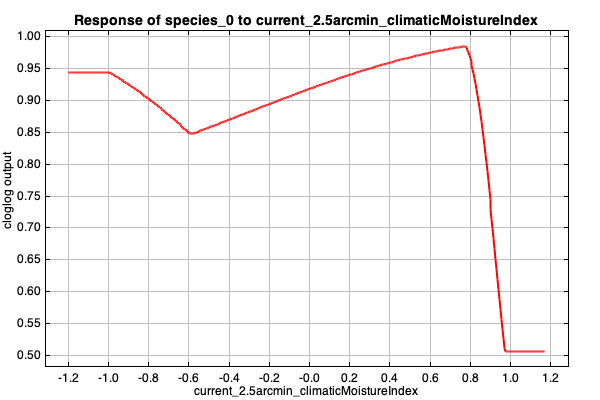 Response of species_0 to current_2.5arcmin_climaticMoistureIndex
1.00
0.95
0.90
0.85
0.80
0.75
0.70
0.65
0.60
0.55
0.50
cloglog output
-1.2 -1.0 -0.8 -0.6 -0.4 -0.2 -0.0 0.2 0.4 0.6 0.8 1.0 1.2
current_2.5arcmin_climaticMoistureIndex